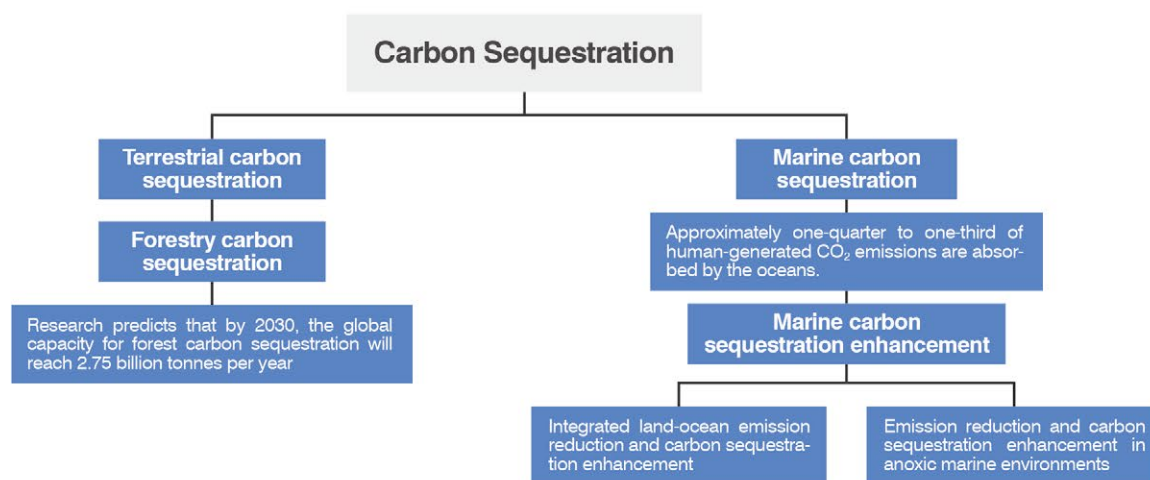 Carbon Sequestration
Terrestrial carbon
sequestration
Forestry carbon
sequestration
Research predicts that by 2030, the global
capacity for forest carbon sequestration will
reach 2.75 billion tonnes per year
Marine carbon
sequestration
Approximately one-quarter to one-third of
human-generated CO₂ emissions are absor-
bed by the oceans.
Marine carbon
sequestration enhancement
Integrated land-ocean emission
reduction and carbon sequestra-
tion enhancement
Emission reduction and carbon
sequestration enhancement in
anoxic marine environments